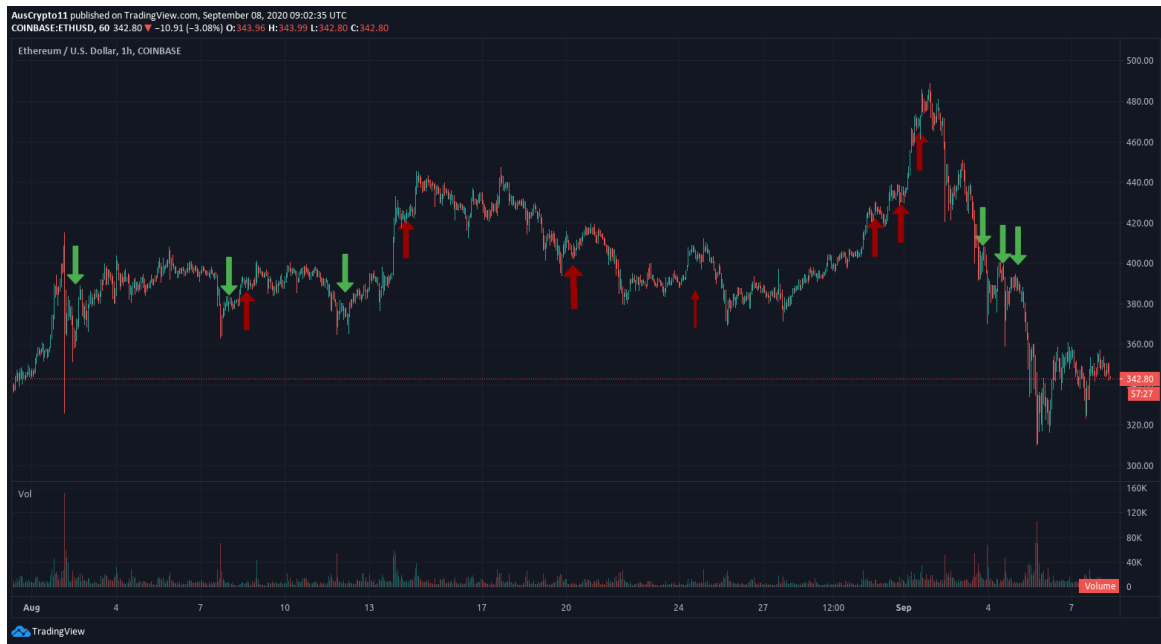 AusCrypto11 published on TradingView.com, September 08, 2020 09:02:35 UTC
COINBASE:ETHUSD, 60 342.80 ▼ −10.91 (−3.08%) O:343.96 H:343.99 L:342.80 C:342.80
Ethereum / U.S. Dollar, 1h, COINBASE
500.00
480.00
460.00
440.00
420.00
400.00
380.00
360.00
342.80
57:27
320.00
300.00
Vol
160K
120K
80K
40K
Volume
0
Aug 4 7 10 13 17 20 24 27 12:00 Sep 4 7
TradingView